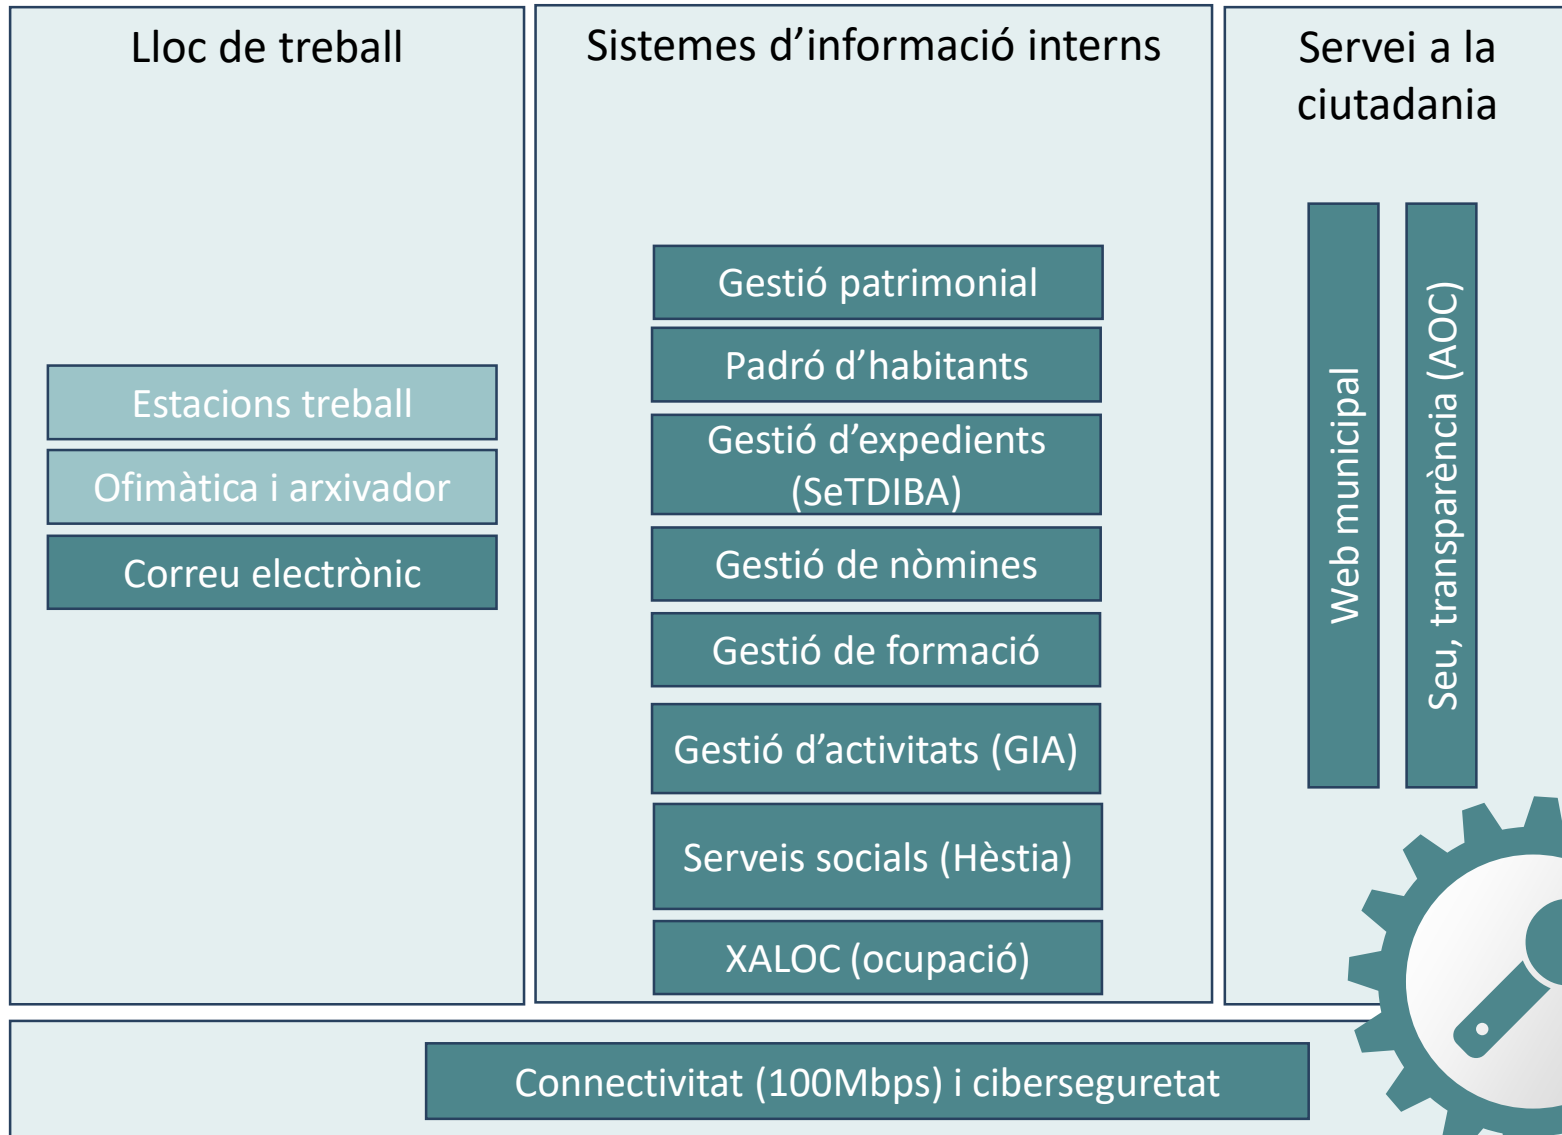 Lloc de treball
Estacions treball
Ofimàtica i arxivador
Correu electrònic
Sistemes d’informació interns
Gestió patrimonial
Padró d’habitants
Gestió d’expedients
(SeTDIBA)
Gestió de nòmines
Gestió de formació
Gestió d’activitats (GIA)
Serveis socials (Hèstia)
XALOC (ocupació)
Servei a la
ciutadania
Web municipal
Seu, transparència (AOC)
Connectivitat (100Mbps) i ciberseguretat